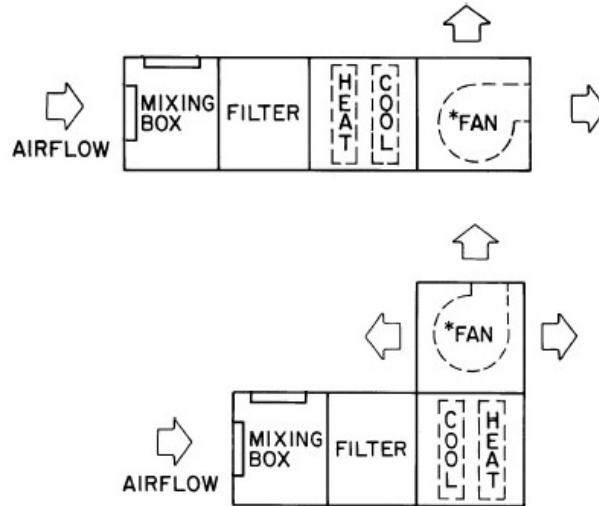 MIXING
BOX
FILTER
HEAT
COOL
*FAN
AIRFLOW
*FAN
MIXING
BOX
FILTER
COOL
HEAT
AIRFLOW